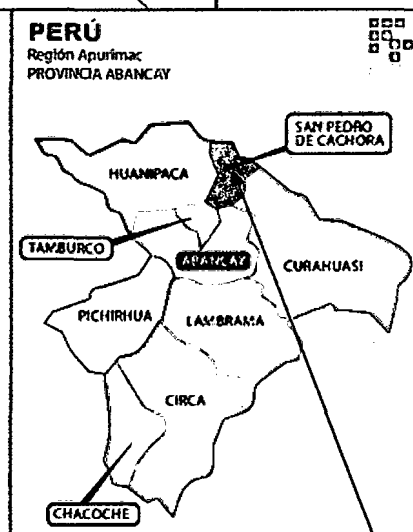 PERÚ
Región Apurimac
PROVINCIA ABANCAY
SAN PEDRO
DE CACHORA
HUANIPACA
TAMBURCO
ABANCAY
CURAHUASI
PICHIRHUA
LAMBRAMA
CIRCA
CHACOCHE